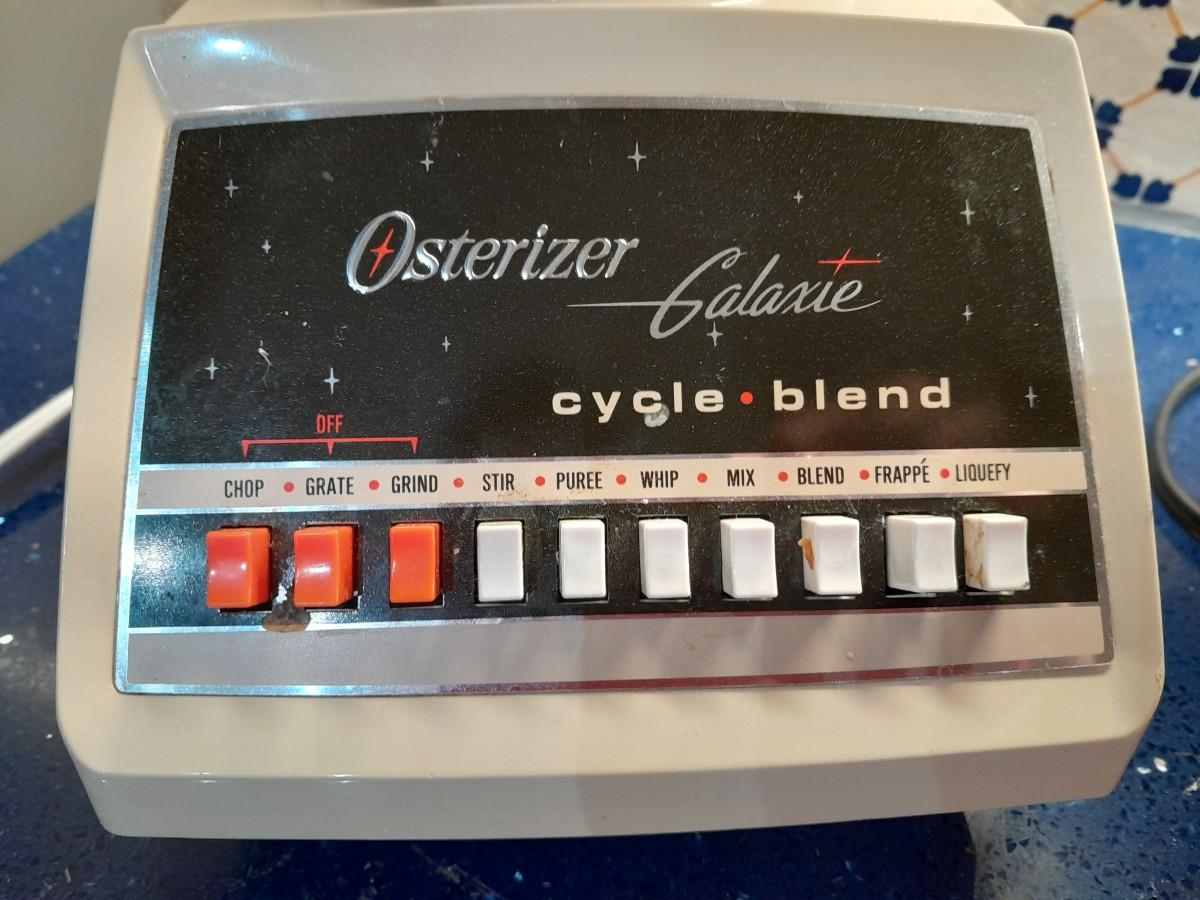 Osterizer
Galaxie
cycle • blend
OFF
CHOP • GRATE • GRIND • STIR • PUREE • WHIP • MIX • BLEND • FRAPPÉ • LIQUEFY